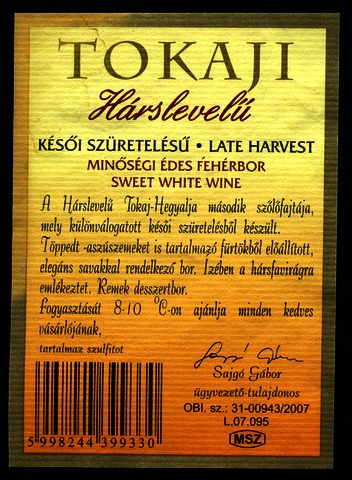 TOKAJI
Hárslevelű
KÉSŐI SZÜRETELÉSŰ • LATE HARVEST
MINŐSÉGI ÉDES FEHÉRBOR
SWEET WHITE WINE
A Hárslevelű Tokaj-Hegyalja második szőlőfajtája,
mely különválogatott késői szüretelésből készült.
Töppedt -aszúszemeket is tartalmazó fürtökből előállított,
elegáns savakkal rendelkező bor. Ízében a hársfavirágra
emlékeztet. Remek desszertbor.
Fogyasztását 8-10 °C-on ajánlja minden kedves
vásárlójának,
tartalmaz szulfitot
Sajgó Gábor
ügyvezető-tulajdonos
OBI. sz.: 31-00943/2007
L.07.095
MSZ
5 998244 399330